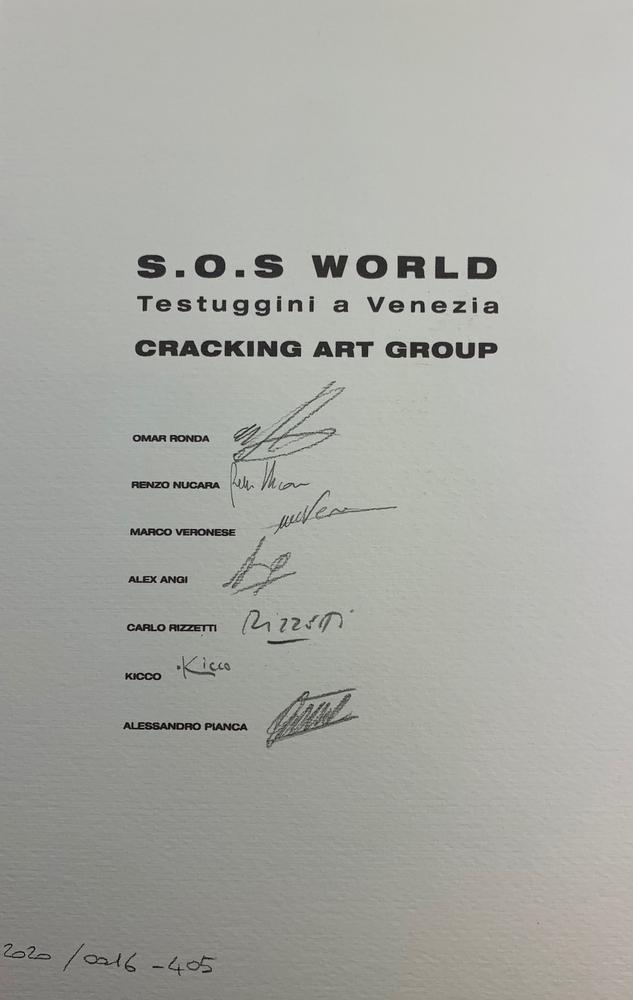 S.O.S WORLD
Testuggini a Venezia
CRACKING ART GROUP
OMAR RONDA
RENZO NUCARA
MARCO VERONESE
ALEX ANGI
CARLO RIZZETTI Rizzetti
KICCO .Kicco
ALESSANDRO PIANCA
2020/0016-405